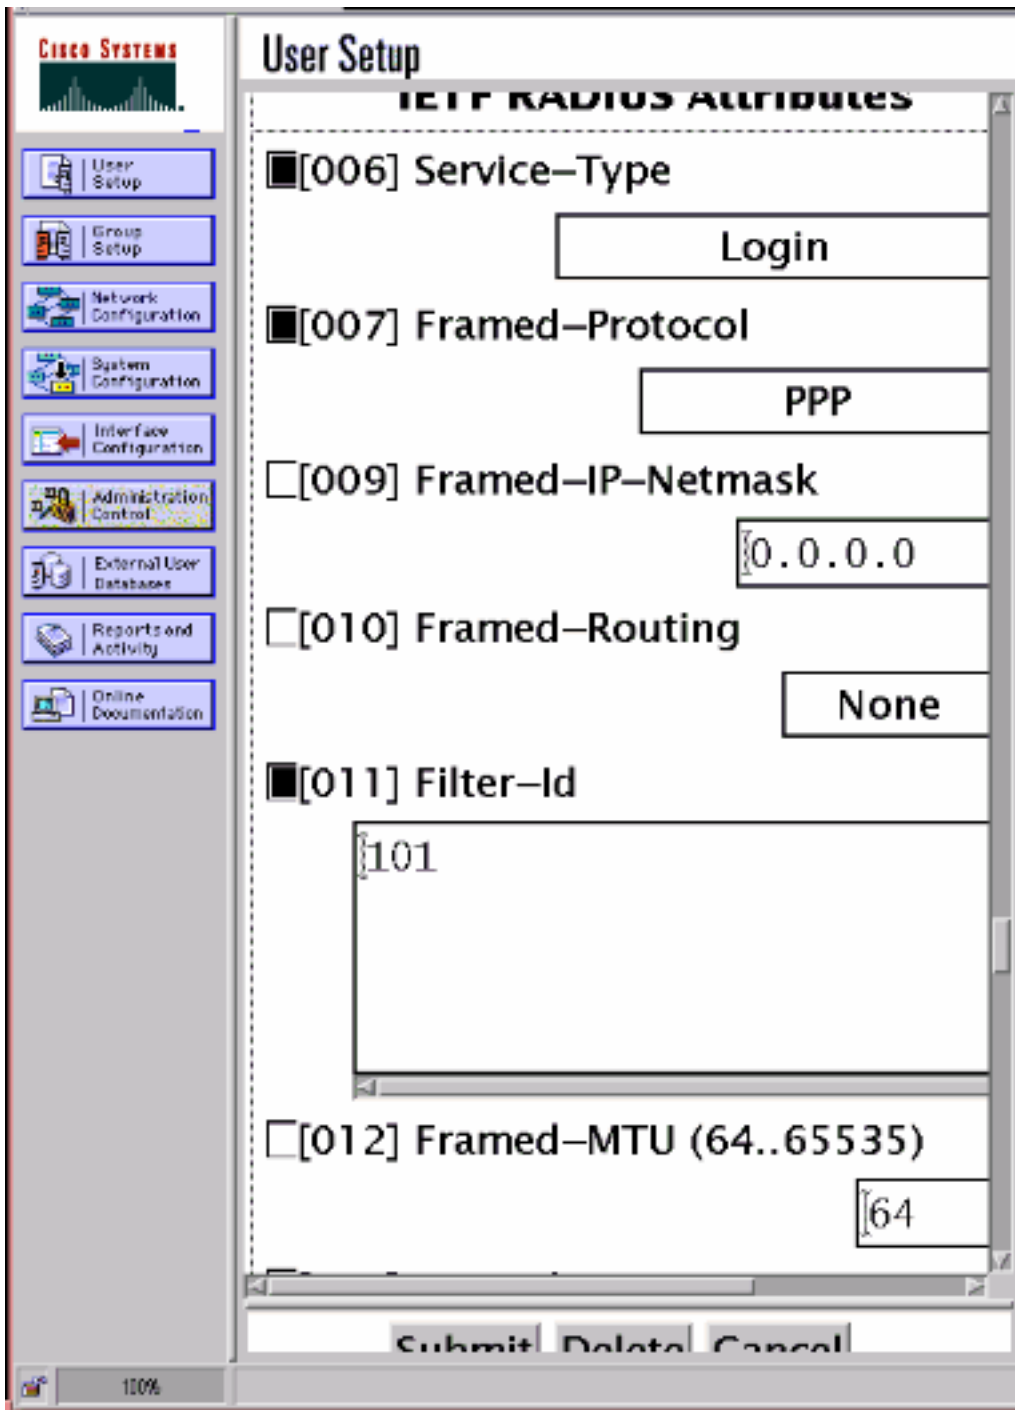 CISCO SYSTEMS
User Setup
IETF RADIUS Attributes
User
Setup
Group
Setup
Network
Configuration
System
Configuration
Interface
Configuration
Administration
Control
External User
Databases
Reports and
Activity
Online
Documentation
[006] Service–Type
Login
[007] Framed–Protocol
PPP
[009] Framed–IP–Netmask
0.0.0.0
[010] Framed–Routing
None
[011] Filter–Id
101
[012] Framed–MTU (64..65535)
64
Submit Delete Cancel
100%